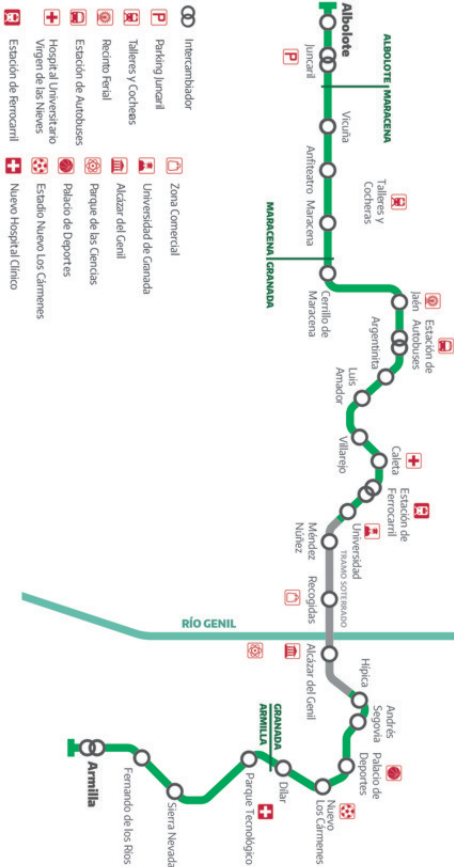 Albolote
Juncaril
ALBOLOTE
MARACENA
Vicuña
Anfiteatro
Maracena
Talleres y
Cocheras
MARACENA
GRANADA
Cerrillo de
Maracena
Jaén
Estación de
Autobuses
Argentinita
Luis
Amador
Villarejo
Caleta
Estación de
Ferrocarril
Universidad
Méndez
Núñez
TRAMO SOTERRADO
Recogidas
RÍO GENIL
Alcázar del Genil
Hípica
Andrés
Segovia
Palacio de
Deportes
Nuevo
Los Cármenes
Dílar
GRANADA
ARMILLA
Parque Tecnológico
Sierra Nevada
Fernando de los Ríos
Armilla
Intercambiador
Parking Juncaril
Talleres y Cocheras
Recinto Ferial
Estación de Autobuses
Hospital Universitario
Virgen de las Nieves
Estación de Ferrocarril
Zona Comercial
Universidad de Granada
Alcázar del Genil
Parque de las Ciencias
Palacio de Deportes
Estadio Nuevo Los Cármenes
Nuevo Hospital Clínico